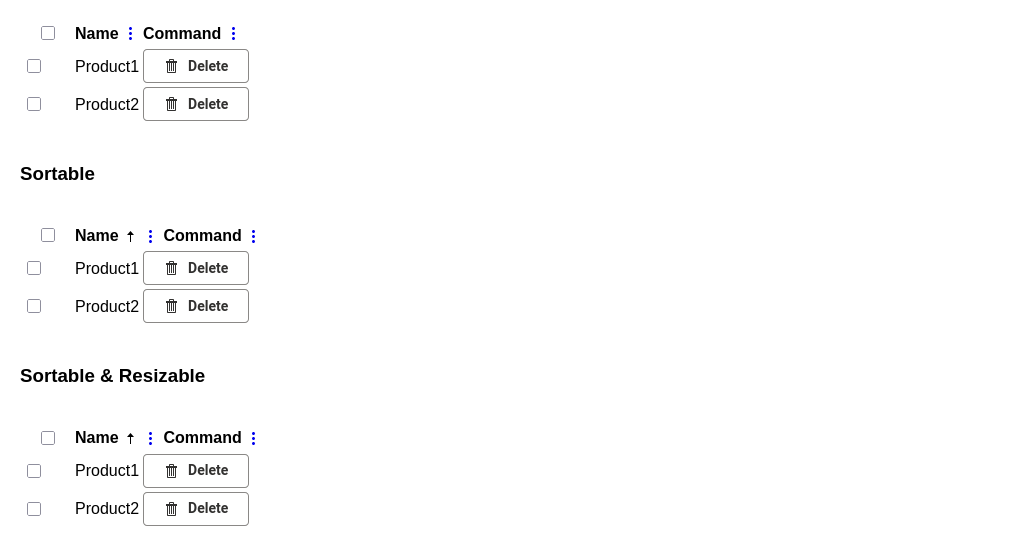 Name Command
Product1 Delete
Product2 Delete
Sortable
Name Command
Product1 Delete
Product2 Delete
Sortable & Resizable
Name Command
Product1 Delete
Product2 Delete